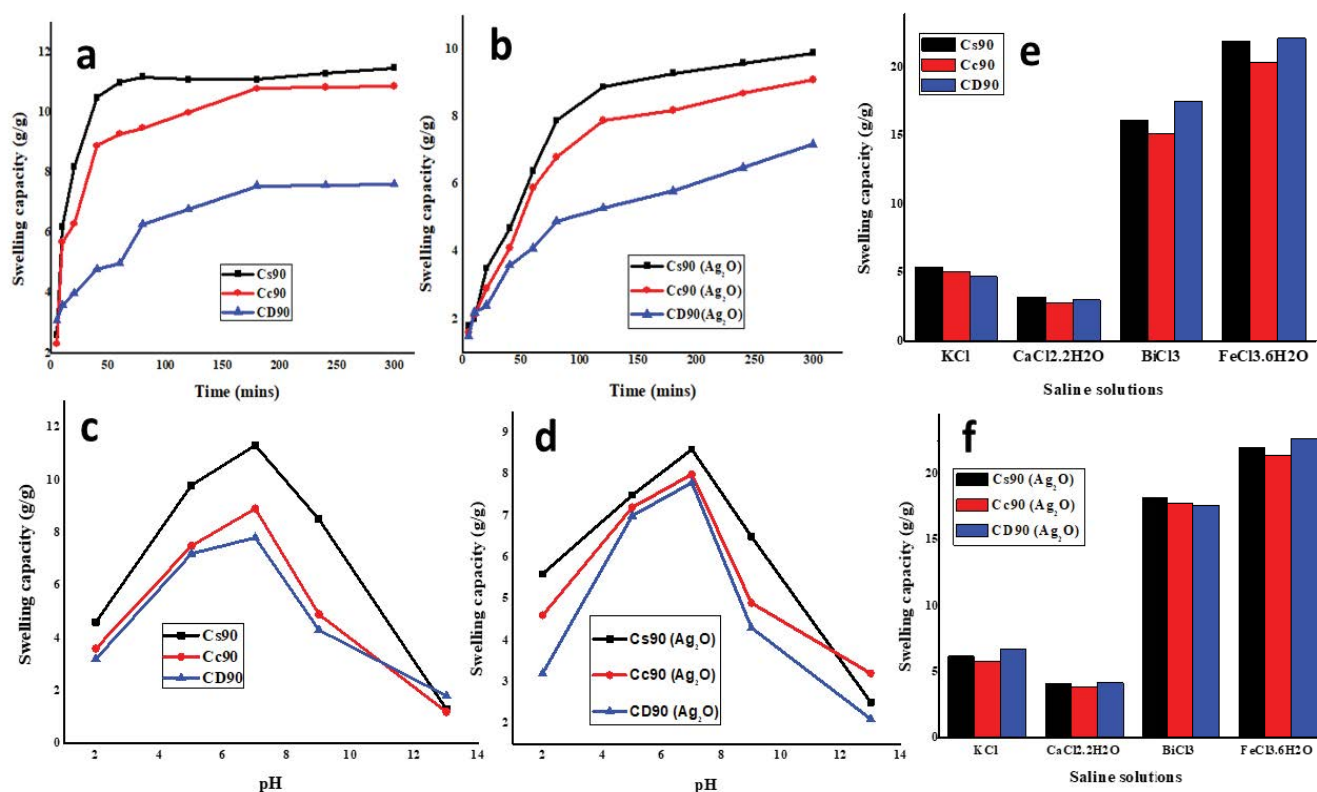 a
12
10
8
6
4
2
Swelling capacity (g/g)
Cs90
Cc90
CD90
0 50 100 150 200 250 300
Time (mins)
b
10
8
6
4
2
Swelling capacity (g/g)
Cs90 (Ag₂O)
Cc90 (Ag₂O)
CD90(Ag₂O)
0 50 100 150 200 250 300
Time (mins)
e
Cs90
Cc90
CD90
20
15
10
5
0
Swelling capacity (g/g)
KCl CaCl2.2H2O BiCl3 FeCl3.6H2O
Saline solutions
c
12
10
8
6
4
2
0
Swelling capacity (g/g)
Cs90
Cc90
CD90
2 4 6 8 10 12 14
pH
d
9
8
7
6
5
4
3
2
Swelling capacity (g/g)
Cs90 (Ag₂O)
Cc90 (Ag₂O)
CD90 (Ag₂O)
2 4 6 8 10 12 14
pH
f
Cs90 (Ag₂O)
Cc90 (Ag₂O)
CD90 (Ag₂O)
20
15
10
5
0
Swelling capacity (g/g)
KCl CaCl2.2H2O BiCl3 FeCl3.6H2O
Saline solutions